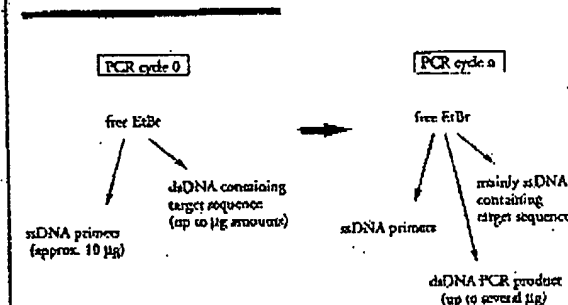 PCR cycle 0
free EtBr
ssDNA primers
(approx. 10 µg)
dsDNA containing
target sequence
(up to µg amounts)
PCR cycle n
free EtBr
ssDNA primers
mainly ssDNA
containing
target sequence
dsDNA PCR product
(up to several µg)